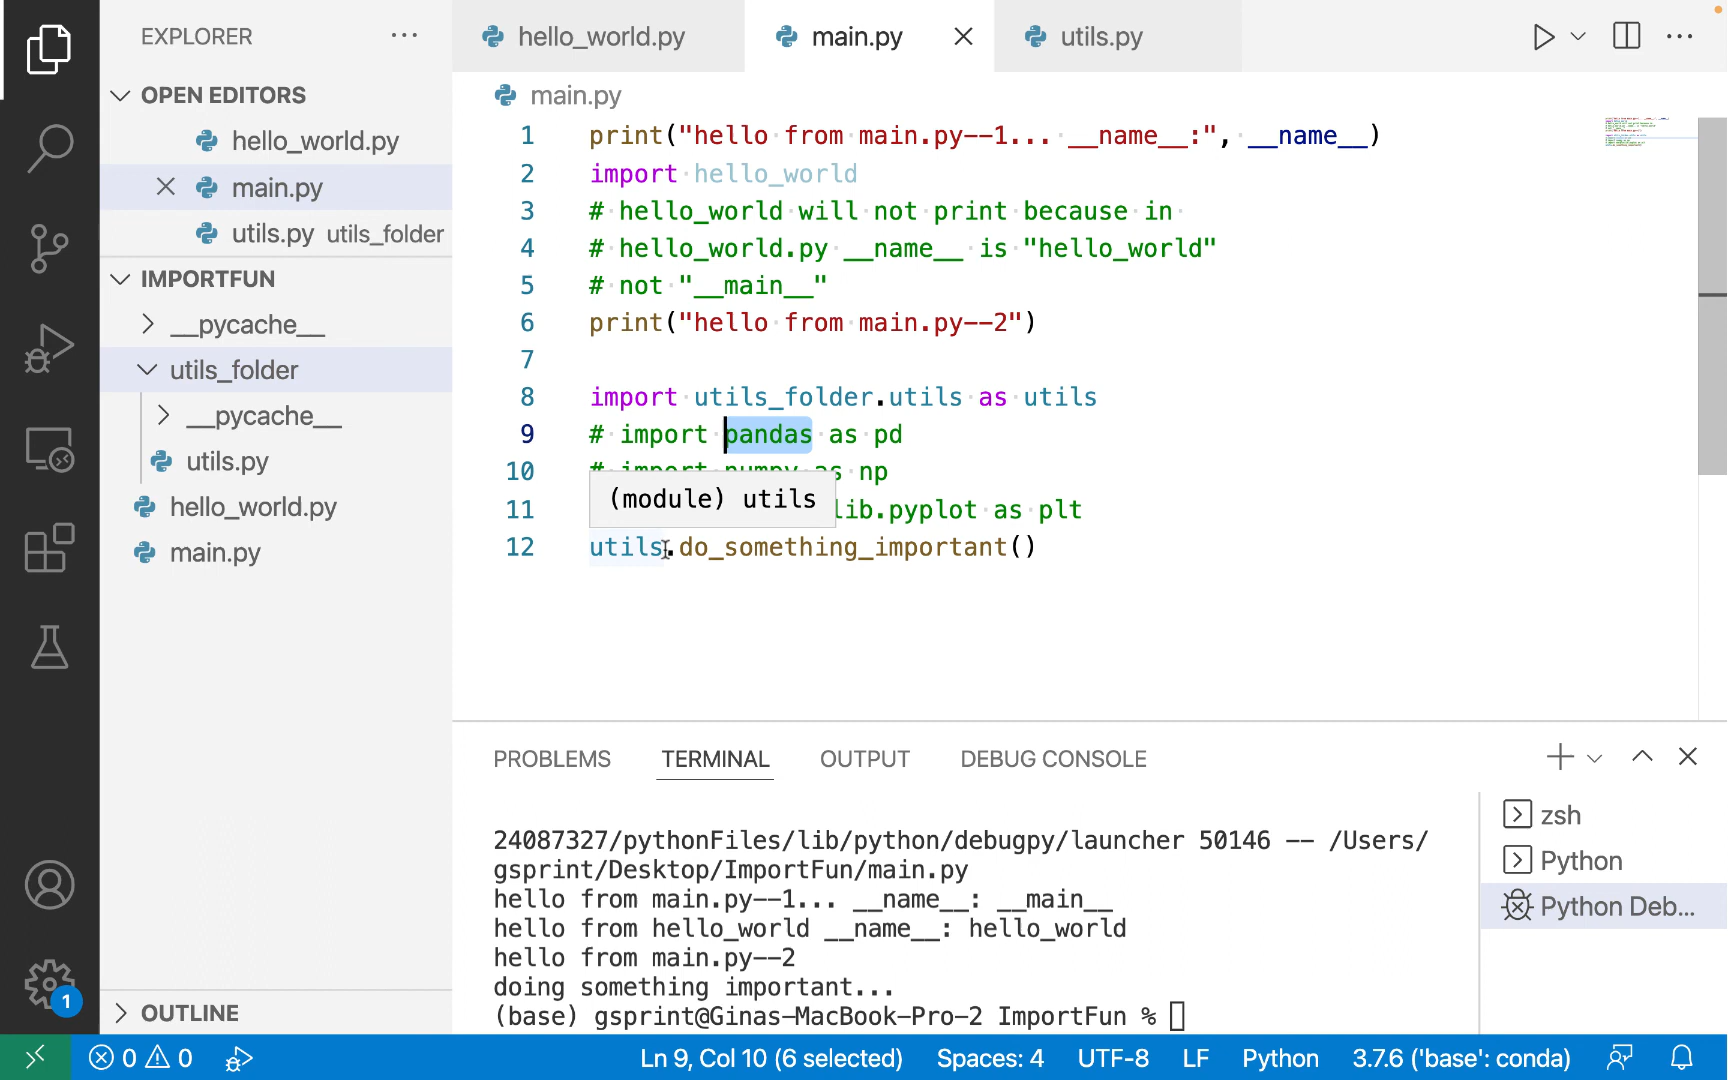 EXPLORER
OPEN EDITORS
hello_world.py
main.py
utils.py utils_folder
IMPORTFUN
__pycache__
utils_folder
__pycache__
utils.py
hello_world.py
main.py
OUTLINE
1
hello_world.py
main.py
utils.py
main.py
1 print("hello from main.py--1... __name__:", __name__)
2 import hello_world
3 # hello_world will not print because in
4 # hello_world.py __name__ is "hello_world"
5 # not "__main__"
6 print("hello from main.py--2")
7
8 import utils_folder.utils as utils
9 # import pandas as pd
10 # import numpy as np
11 lib.pyplot as plt
(module) utils
12 utils.do_something_important()
PROBLEMS TERMINAL OUTPUT DEBUG CONSOLE
24087327/pythonFiles/lib/python/debugpy/launcher 50146 -- /Users/
gsprint/Desktop/ImportFun/main.py
hello from main.py--1... __name__: __main__
hello from hello_world __name__: hello_world
hello from main.py--2
doing something important...
(base) gsprint@Ginas-MacBook-Pro-2 ImportFun %
zsh
Python
Python Deb...
0 0 Ln 9, Col 10 (6 selected) Spaces: 4 UTF-8 LF Python 3.7.6 ('base': conda)